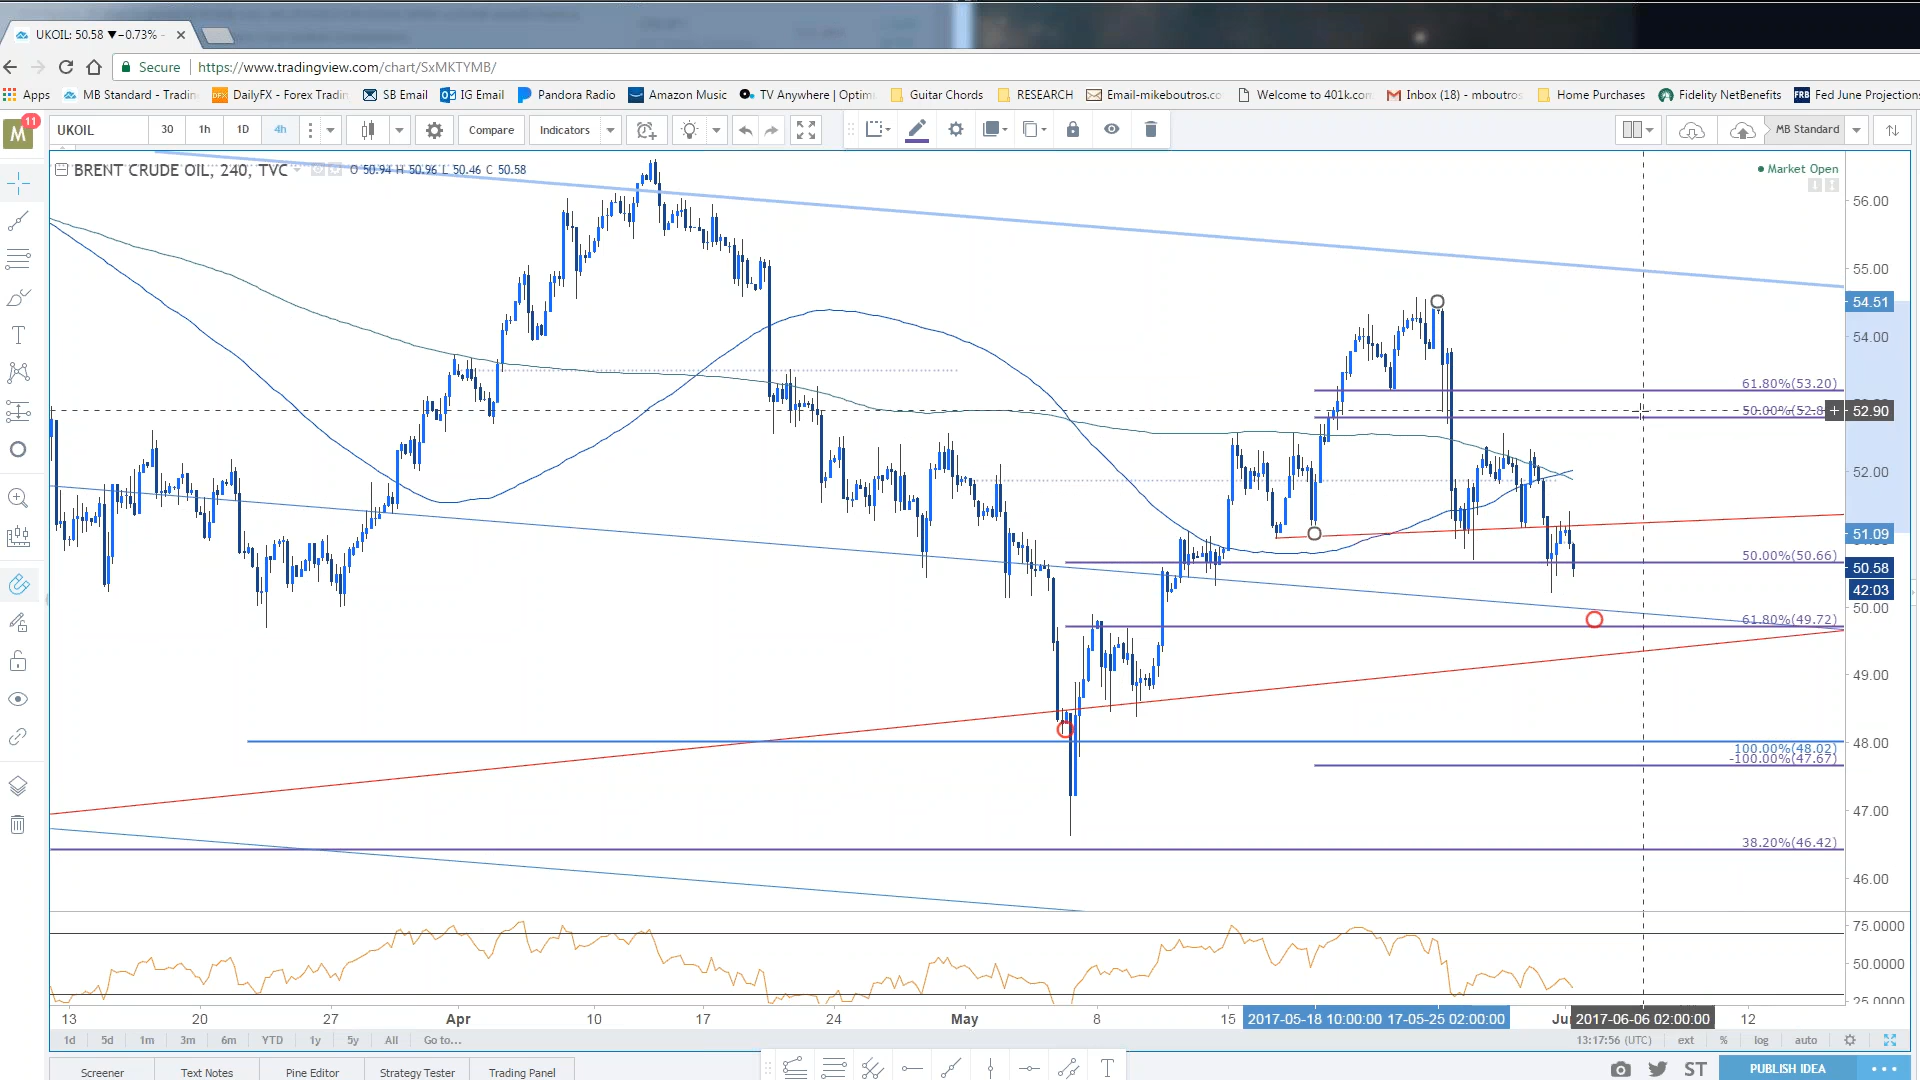 UKOIL: 50.58 ▼−0.73%
Secure https://www.tradingview.com/chart/SxMKTYMB/
Apps MB Standard - Tradin DailyFX - Forex Tradin SB Email IG Email Pandora Radio Amazon Music TV Anywhere | Optim Guitar Chords RESEARCH Email-mikeboutros.co Welcome to 401k.com Inbox (18) - mboutros Home Purchases Fidelity NetBenefits FRB Fed June Projections
M 11 UKOIL 30 1h 1D 4h Compare Indicators MB Standard
BRENT CRUDE OIL, 240, TVC O 50.94 H 50.96 L 50.46 C 50.58
Market Open
56.00
55.00
54.51
54.00
61.80%(53.20)
50.00%(52.8 + 52.90
52.00
51.09
50.00%(50.66)
50.58
42:03
50.00
61.80%(49.72)
49.00
48.00
100.00%(48.02)
-100.00%(47.67)
47.00
38.20%(46.42)
46.00
75.0000
50.0000
25.0000
13 20 27 Apr 10 17 24 May 8 15 2017-05-18 10:00:00 17-05-25 02:00:00 Jun 2017-06-06 02:00:00 12
1d 5d 1m 3m 6m YTD 1y 5y All Go to... 13:17:56 (UTC) ext % log auto
Screener Text Notes Pine Editor Strategy Tester Trading Panel T ST PUBLISH IDEA